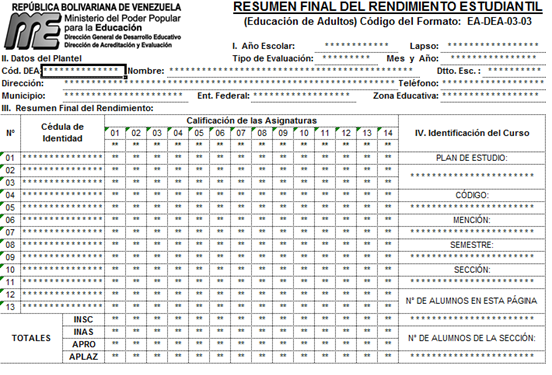 REPÚBLICA BOLIVARIANA DE VENEZUELA
ME
Ministerio del Poder Popular
para la Educación
Dirección General de Desarrollo Educativo
Dirección de Acreditación y Evaluación
RESUMEN FINAL DEL RENDIMIENTO ESTUDIANTIL
(Educación de Adultos) Código del Formato: EA-DEA-03-03
I. Año Escolar: * * * * * * * * * * * * Lapso: * * * * * * * * * * * *
II. Datos del Plantel Tipo de Evaluación: * * * * * * * * * Mes y Año: * * * * * * * * * * *
Cód. DEA: * * * * * * * * * * * * * * Nombre: * * * * * * * * * * * * * * * * * * * * * * * * * * * * * * * * Dtto. Esc. : * * * * * * *
Dirección: * * * * * * * * * * * * * * * * * * * * * * * * * * * * * * * * * * * * * * * * Teléfono: * * * * * * * * * * * *
Municipio: * * * * * * * * * * * * * * Ent. Federal: * * * * * * * * * * * * * * * Zona Educativa: * * * * * * * * * * * *
III. Resumen Final del Rendimiento:
Nº Cédula de Identidad Calificación de las Asignaturas IV. Identificación del Curso
01 02 03 04 05 06 07 08 09 10 11 12 13 14
** ** ** ** ** ** ** ** ** ** ** ** ** **
01 * * * * * * * * * * * * * * * ** ** ** ** ** ** ** ** ** ** ** ** ** ** PLAN DE ESTUDIO:
02 * * * * * * * * * * * * * * * ** ** ** ** ** ** ** ** ** ** ** ** ** ** * * * * * * * * * * * * * * * * * * * * * * *
03 * * * * * * * * * * * * * * * ** ** ** ** ** ** ** ** ** ** ** ** ** **
04 * * * * * * * * * * * * * * * ** ** ** ** ** ** ** ** ** ** ** ** ** ** CÓDIGO:
05 * * * * * * * * * * * * * * * ** ** ** ** ** ** ** ** ** ** ** ** ** ** * * * * * * * * * * * * * * * * * * * * * * *
06 * * * * * * * * * * * * * * * ** ** ** ** ** ** ** ** ** ** ** ** ** ** MENCIÓN:
07 * * * * * * * * * * * * * * * ** ** ** ** ** ** ** ** ** ** ** ** ** ** * * * * * * * * * * * * * * * * * * * * * * *
08 * * * * * * * * * * * * * * * ** ** ** ** ** ** ** ** ** ** ** ** ** ** SEMESTRE:
09 * * * * * * * * * * * * * * * ** ** ** ** ** ** ** ** ** ** ** ** ** ** * * * * * * * * * * * * * * * * * * * * * * *
10 * * * * * * * * * * * * * * * ** ** ** ** ** ** ** ** ** ** ** ** ** ** SECCIÓN:
11 * * * * * * * * * * * * * * * ** ** ** ** ** ** ** ** ** ** ** ** ** ** * * * * * * * * * * * * * * * * * * * * * * *
12 * * * * * * * * * * * * * * * ** ** ** ** ** ** ** ** ** ** ** ** ** ** N° DE ALUMNOS EN ESTA PÁGINA
13 * * * * * * * * * * * * * * * ** ** ** ** ** ** ** ** ** ** ** ** ** **
TOTALES INSC ** ** ** ** ** ** ** ** ** ** ** ** ** ** * * * * * * * * * * * * * * * * * * * * * * *
INAS ** ** ** ** ** ** ** ** ** ** ** ** ** ** N° DE ALUMNOS DE LA SECCIÓN:
APRO ** ** ** ** ** ** ** ** ** ** ** ** ** **
APLAZ ** ** ** ** ** ** ** ** ** ** ** ** ** ** * * * * * * * * * * * * * * * * * * * * * * *